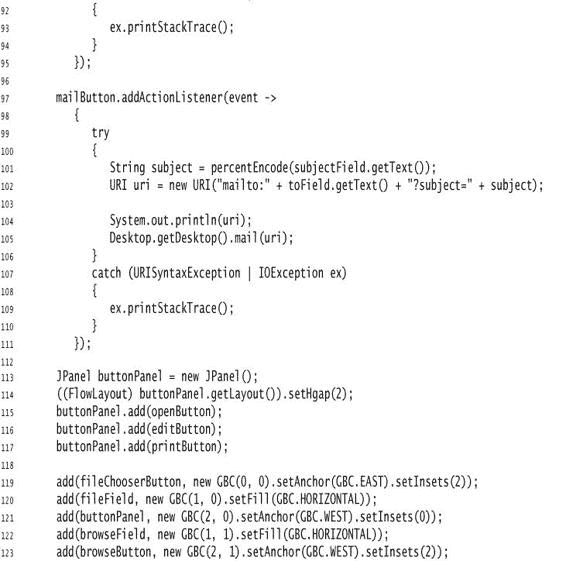 92 {
93 ex.printStackTrace();
94 }
95 });
96
97 mailButton.addActionListener(event ->
98 {
99 try
100 {
101 String subject = percentEncode(subjectField.getText());
102 URI uri = new URI("mailto:" + toField.getText() + "?subject=" + subject);
103
104 System.out.println(uri);
105 Desktop.getDesktop().mail(uri);
106 }
107 catch (URISyntaxException | IOException ex)
108 {
109 ex.printStackTrace();
110 }
111 });
112
113 JPanel buttonPanel = new JPanel();
114 ((FlowLayout) buttonPanel.getLayout()).setHgap(2);
115 buttonPanel.add(openButton);
116 buttonPanel.add(editButton);
117 buttonPanel.add(printButton);
118
119 add(fileChooserButton, new GBC(0, 0).setAnchor(GBC.EAST).setInsets(2));
120 add(fileField, new GBC(1, 0).setFill(GBC.HORIZONTAL));
121 add(buttonPanel, new GBC(2, 0).setAnchor(GBC.WEST).setInsets(0));
122 add(browseField, new GBC(1, 1).setFill(GBC.HORIZONTAL));
123 add(browseButton, new GBC(2, 1).setAnchor(GBC.WEST).setInsets(2));